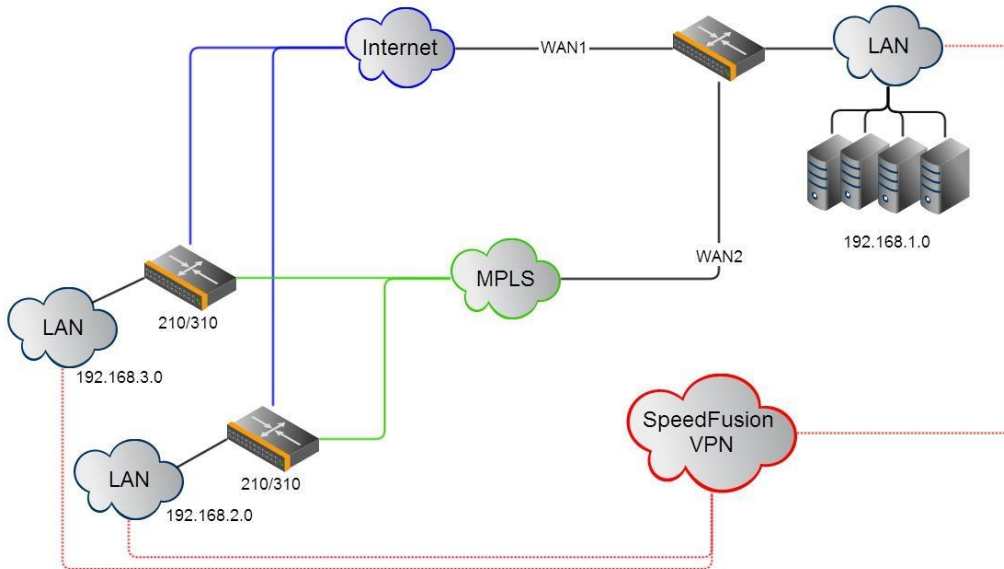 Internet
WAN1
LAN
192.168.1.0
WAN2
MPLS
210/310
LAN
192.168.3.0
SpeedFusion
VPN
LAN
210/310
192.168.2.0